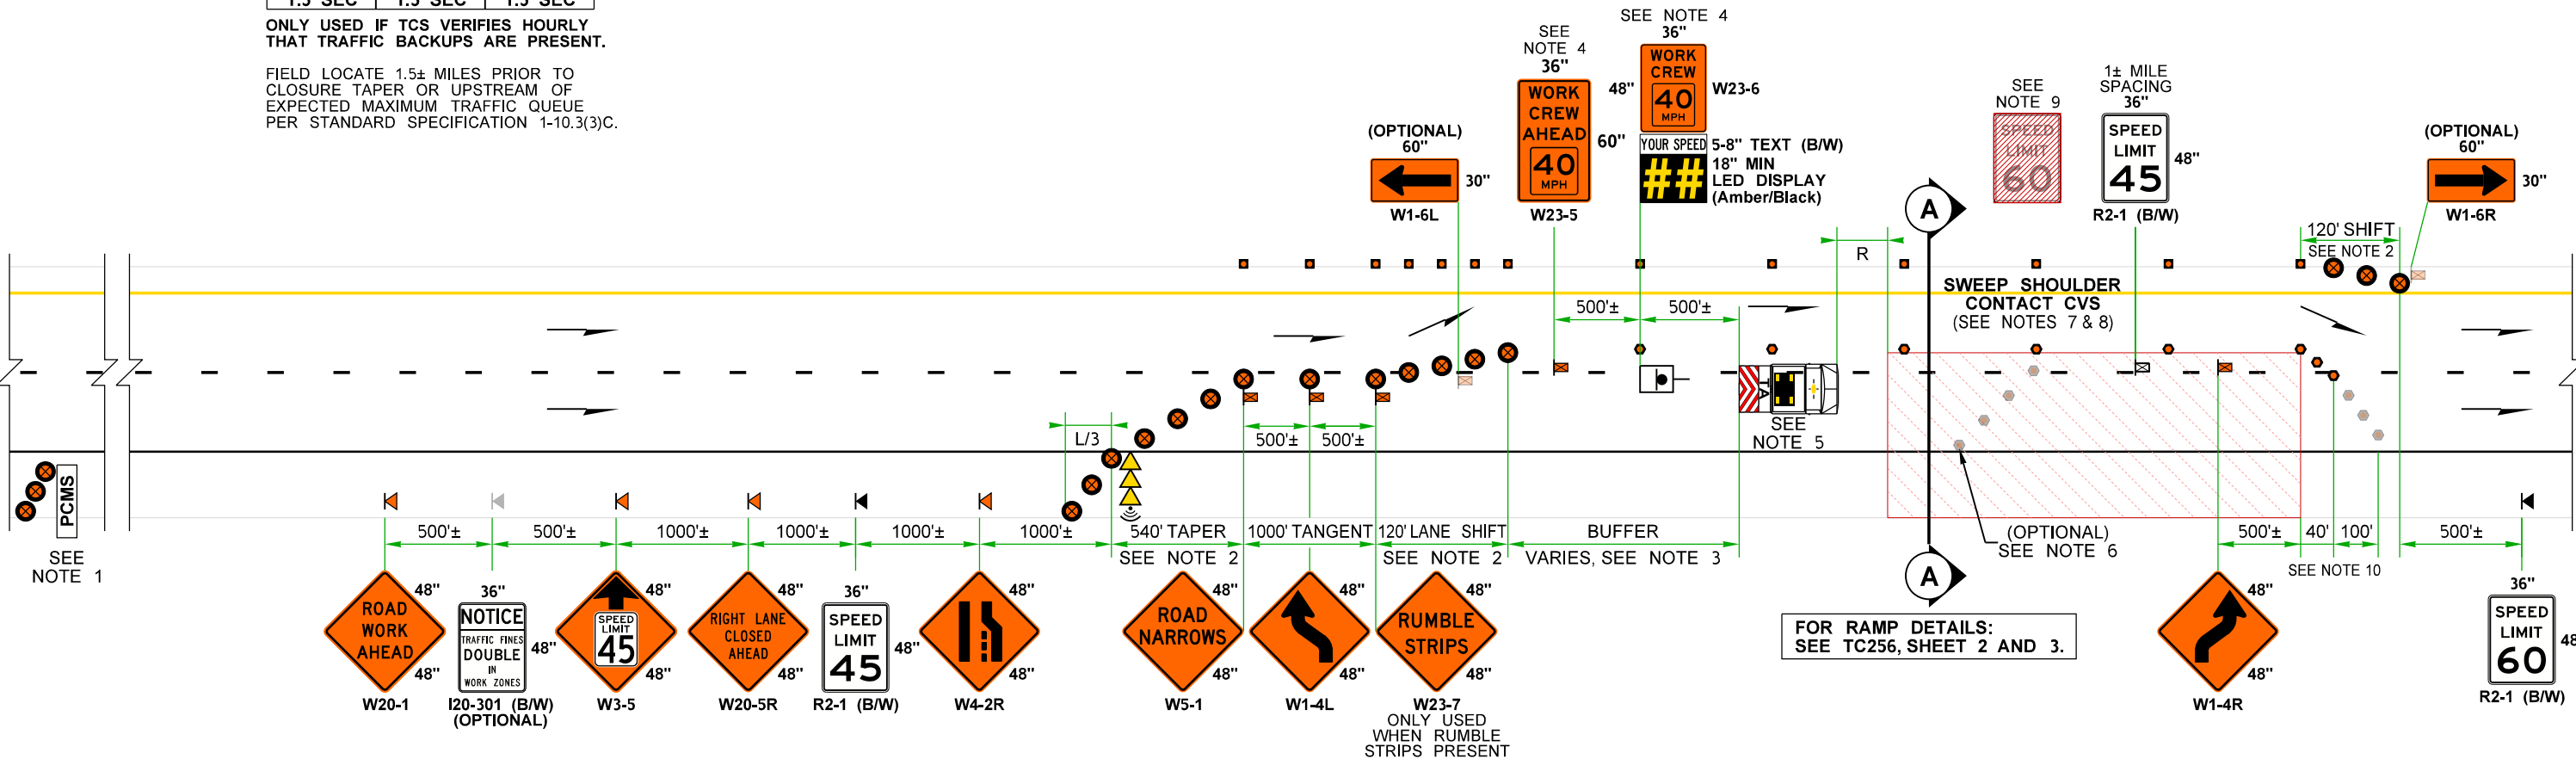 1.5 SEC 1.5 SEC 1.5 SEC
ONLY USED IF TCS VERIFIES HOURLY
THAT TRAFFIC BACKUPS ARE PRESENT.
FIELD LOCATE 1.5± MILES PRIOR TO
CLOSURE TAPER OR UPSTREAM OF
EXPECTED MAXIMUM TRAFFIC QUEUE
PER STANDARD SPECIFICATION 1-10.3(3)C.
(OPTIONAL)
60"
30"
W1-6L
SEE
NOTE 4
36"
WORK
CREW
AHEAD
40
MPH
60"
W23-5
SEE NOTE 4
36"
WORK
CREW
40
MPH
48"
W23-6
YOUR SPEED
##
5-8" TEXT (B/W)
18" MIN
LED DISPLAY
(Amber/Black)
SEE
NOTE 9
SPEED
LIMIT
60
1± MILE
SPACING
36"
SPEED
LIMIT
45
48"
R2-1 (B/W)
(OPTIONAL)
60"
30"
W1-6R
A
R
120' SHIFT
SEE NOTE 2
SWEEP SHOULDER
CONTACT CVS
(SEE NOTES 7 & 8)
500'±
500'±
SEE
NOTE 5
L/3
500'±
500'±
PCMS
SEE
NOTE 1
500'±
500'±
1000'±
1000'±
1000'±
1000'±
540' TAPER
SEE NOTE 2
1000' TANGENT
120' LANE SHIFT
SEE NOTE 2
BUFFER
VARIES, SEE NOTE 3
(OPTIONAL)
SEE NOTE 6
500'±
40'
100'
SEE NOTE 10
500'±
A
ROAD
WORK
AHEAD
48"
48"
W20-1
36"
NOTICE
TRAFFIC FINES
DOUBLE
IN
WORK ZONES
48"
I20-301 (B/W)
(OPTIONAL)
SPEED
LIMIT
45
48"
48"
W3-5
RIGHT LANE
CLOSED
AHEAD
48"
48"
W20-5R
36"
SPEED
LIMIT
45
48"
R2-1 (B/W)
48"
48"
W4-2R
ROAD
NARROWS
48"
48"
W5-1
48"
48"
W1-4L
RUMBLE
STRIPS
48"
48"
W23-7
ONLY USED
WHEN RUMBLE
STRIPS PRESENT
FOR RAMP DETAILS:
SEE TC256, SHEET 2 AND 3.
48"
48"
W1-4R
36"
SPEED
LIMIT
60
R2-1 (B/W)